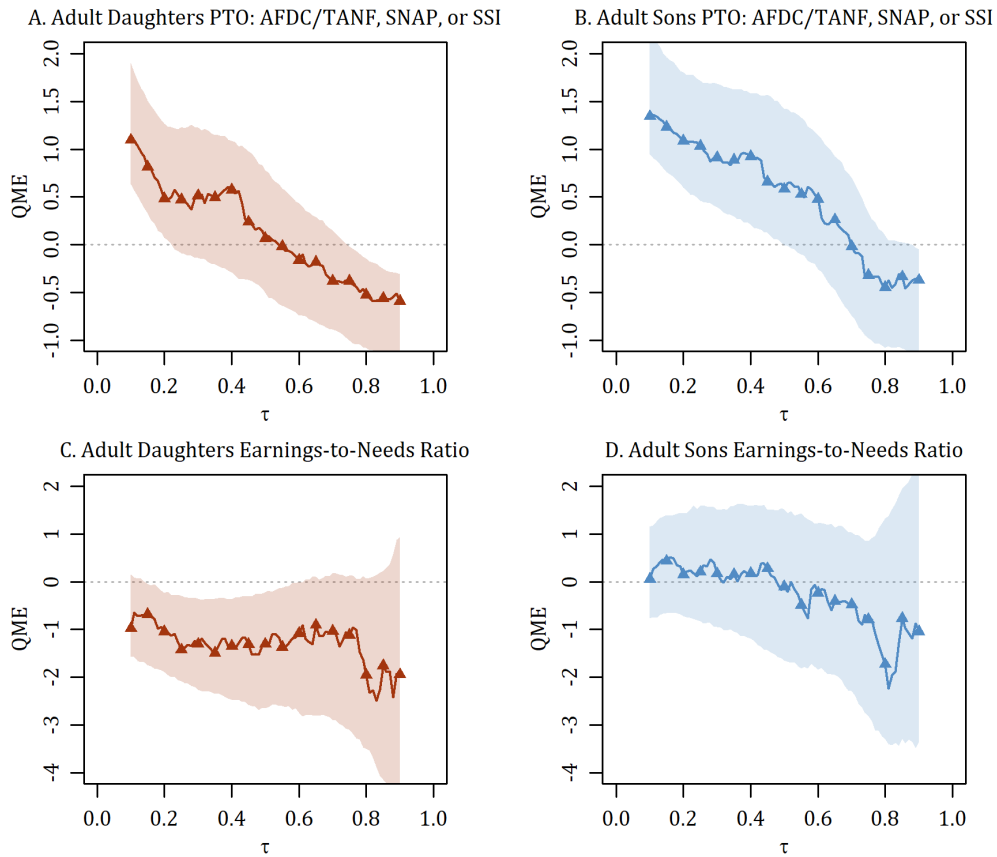 A. Adult Daughters PTO: AFDC/TANF, SNAP, or SSI
2.0
1.5
1.0
0.5
0.0
-0.5
-1.0
QME
0.0 0.2 0.4 0.6 0.8 1.0
τ
B. Adult Sons PTO: AFDC/TANF, SNAP, or SSI
2.0
1.5
1.0
0.5
0.0
-0.5
-1.0
QME
0.0 0.2 0.4 0.6 0.8 1.0
τ
C. Adult Daughters Earnings-to-Needs Ratio
2
1
0
-1
-2
-3
-4
QME
0.0 0.2 0.4 0.6 0.8 1.0
τ
D. Adult Sons Earnings-to-Needs Ratio
2
1
0
-1
-2
-3
-4
QME
0.0 0.2 0.4 0.6 0.8 1.0
τ